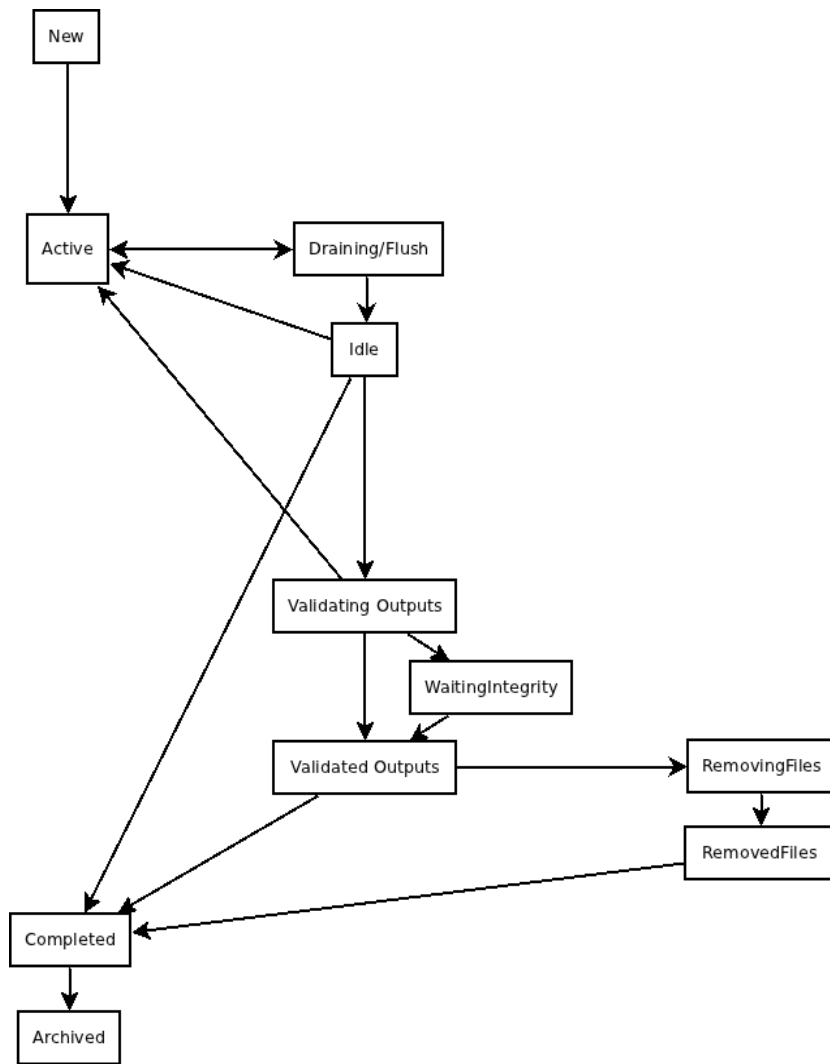 New
Active
Draining/Flush
Idle
Validating Outputs
WaitingIntegrity
Validated Outputs
RemovingFiles
RemovedFiles
Completed
Archived